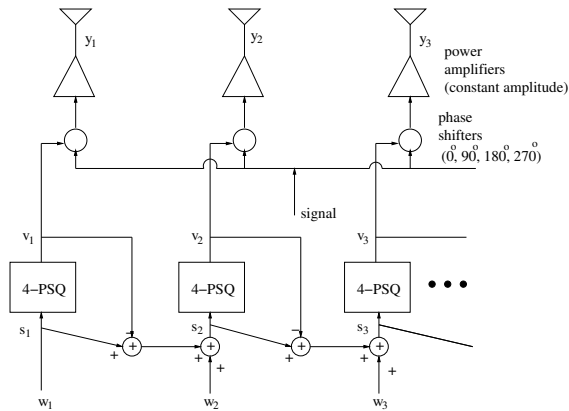 y1
y2
y3
power
amplifiers
(constant amplitude)
phase
shifters
(0°, 90°, 180°, 270°)
signal
v1
v2
v3
4−PSQ
4−PSQ
4−PSQ
s1
−
+
+
+
s2
−
+
+
+
s3
+
+
w1
w2
w3